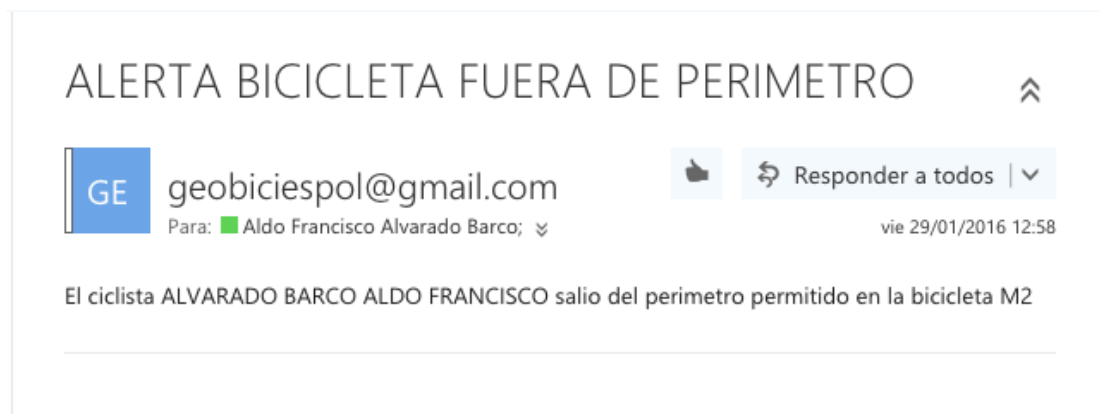 ALERTA BICICLETA FUERA DE PERIMETRO
GE
geobiciespol@gmail.com
Responder a todos
Para: Aldo Francisco Alvarado Barco;
vie 29/01/2016 12:58
El ciclista ALVARADO BARCO ALDO FRANCISCO salio del perimetro permitido en la bicicleta M2